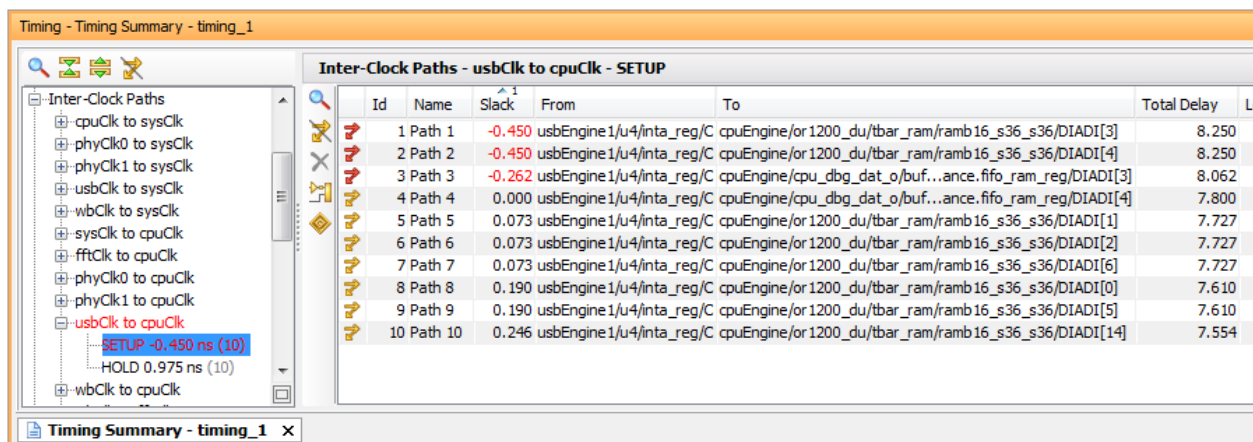 Timing - Timing Summary - timing_1
Inter-Clock Paths
cpuClk to sysClk
phyClk0 to sysClk
phyClk1 to sysClk
usbClk to sysClk
wbClk to sysClk
sysClk to cpuClk
fftClk to cpuClk
phyClk0 to cpuClk
phyClk1 to cpuClk
usbClk to cpuClk
SETUP -0.450 ns (10)
HOLD 0.975 ns (10)
wbClk to cpuClk
Inter-Clock Paths - usbClk to cpuClk - SETUP
Id Name Slack 1 From To Total Delay L
1 Path 1 -0.450 usbEngine1/u4/inta_reg/C cpuEngine/or1200_du/tbar_ram/ramb16_s36_s36/DIADI[3] 8.250
2 Path 2 -0.450 usbEngine1/u4/inta_reg/C cpuEngine/or1200_du/tbar_ram/ramb16_s36_s36/DIADI[4] 8.250
3 Path 3 -0.262 usbEngine1/u4/inta_reg/C cpuEngine/cpu_dbg_dat_o/buf...ance.fifo_ram_reg/DIADI[3] 8.062
4 Path 4 0.000 usbEngine1/u4/inta_reg/C cpuEngine/cpu_dbg_dat_o/buf...ance.fifo_ram_reg/DIADI[4] 7.800
5 Path 5 0.073 usbEngine1/u4/inta_reg/C cpuEngine/or1200_du/tbar_ram/ramb16_s36_s36/DIADI[1] 7.727
6 Path 6 0.073 usbEngine1/u4/inta_reg/C cpuEngine/or1200_du/tbar_ram/ramb16_s36_s36/DIADI[2] 7.727
7 Path 7 0.073 usbEngine1/u4/inta_reg/C cpuEngine/or1200_du/tbar_ram/ramb16_s36_s36/DIADI[6] 7.727
8 Path 8 0.190 usbEngine1/u4/inta_reg/C cpuEngine/or1200_du/tbar_ram/ramb16_s36_s36/DIADI[0] 7.610
9 Path 9 0.190 usbEngine1/u4/inta_reg/C cpuEngine/or1200_du/tbar_ram/ramb16_s36_s36/DIADI[5] 7.610
10 Path 10 0.246 usbEngine1/u4/inta_reg/C cpuEngine/or1200_du/tbar_ram/ramb16_s36_s36/DIADI[14] 7.554
Timing Summary - timing_1